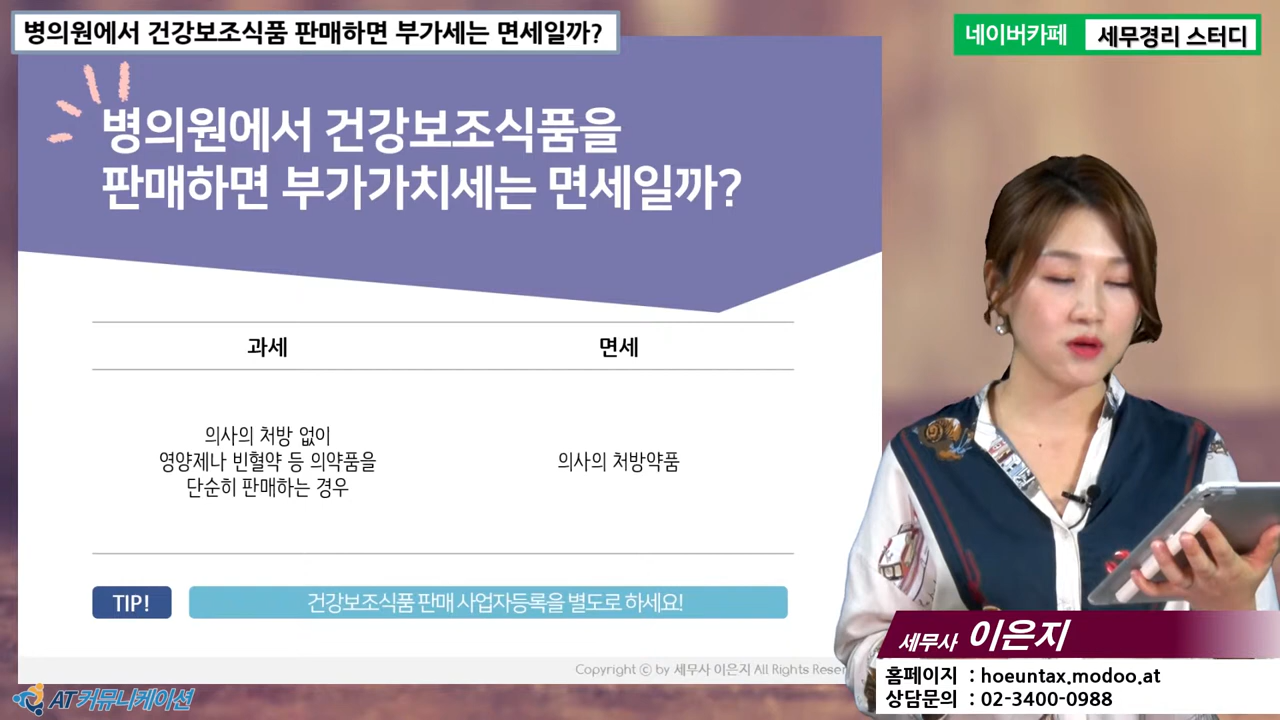 병의원에서 건강보조식품 판매하면 부가세는 면세일까?
네이버카페 세무경리 스터디
병의원에서 건강보조식품을
판매하면 부가가치세는 면세일까?
과세 면세
의사의 처방 없이
영양제나 빈혈약 등 의약품을
단순히 판매하는 경우
의사의 처방약품
TIP! 건강보조식품 판매 사업자등록을 별도로 하세요!
Copyright ⓒ by 세무사 이은지 All Rights Reser
AT커뮤니케이션
세무사 이은지
홈페이지 : hoeuntax.modoo.at
상담문의 : 02-3400-0988